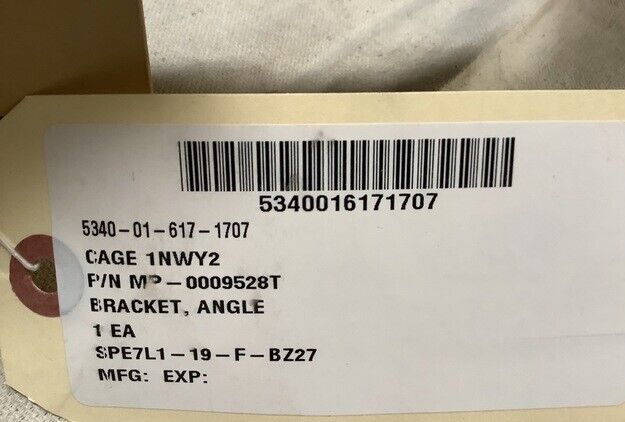 5340016171707
5340-01-617-1707
CAGE 1NWY2
P/N MP-0009528T
BRACKET, ANGLE
1 EA
SPE7L1-19-F-BZ27
MFG: EXP: